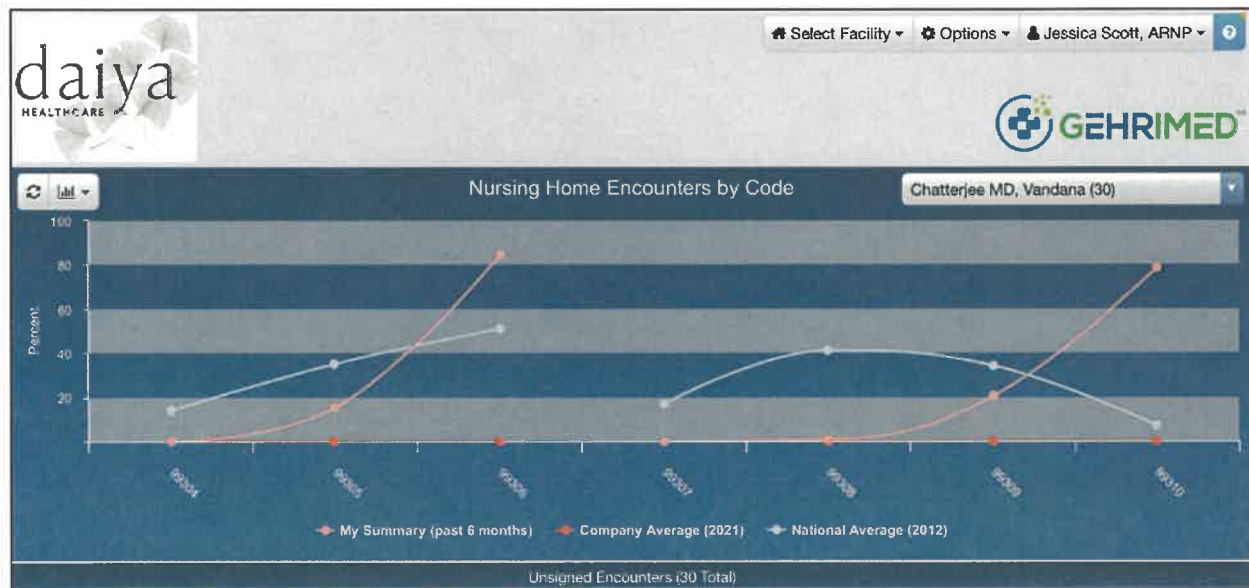 Select Facility
Options
Jessica Scott, ARNP
?
daiya
HEALTHCARE
GEHRIMED
Nursing Home Encounters by Code
Chatterjee MD, Vandana (30)
Percent
100
80
60
40
20
99304
99305
99306
99307
99308
99309
99310
My Summary (past 6 months)
Company Average (2021)
National Average (2012)
Unsigned Encounters (30 Total)